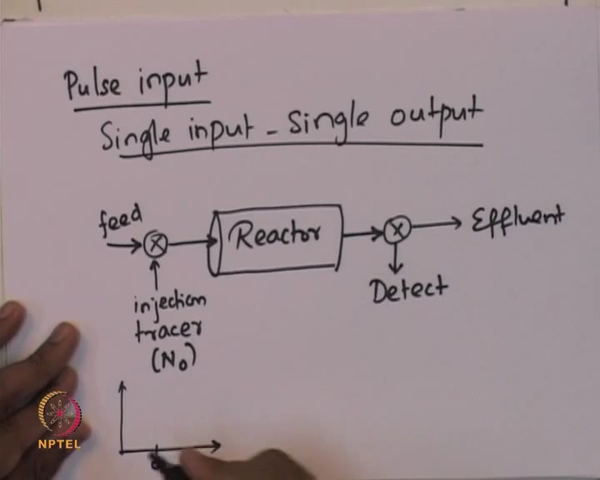 Pulse input
Single input - Single output
feed
Reactor
Effluent
injection
tracer
(N₀)
Detect
NPTEL